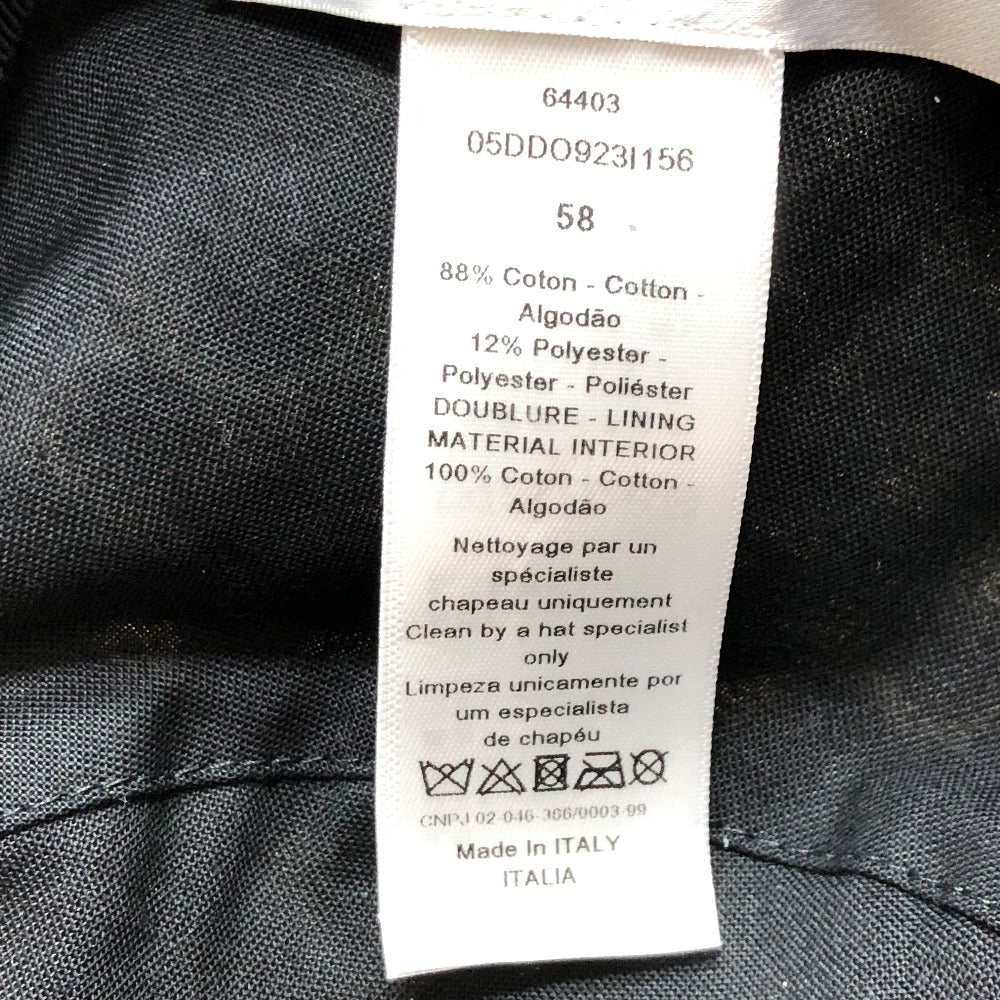 64403
05DDO923I156
58
88% Coton - Cotton -
Algodão
12% Polyester -
Polyester - Poliéster
DOUBLURE - LINING
MATERIAL INTERIOR
100% Coton - Cotton -
Algodão
Nettoyage par un
spécialiste
chapeau uniquement
Clean by a hat specialist
only
Limpeza unicamente por
um especialista
de chapéu
CNPJ 02-046-366/0003-99
Made In ITALY
ITALIA